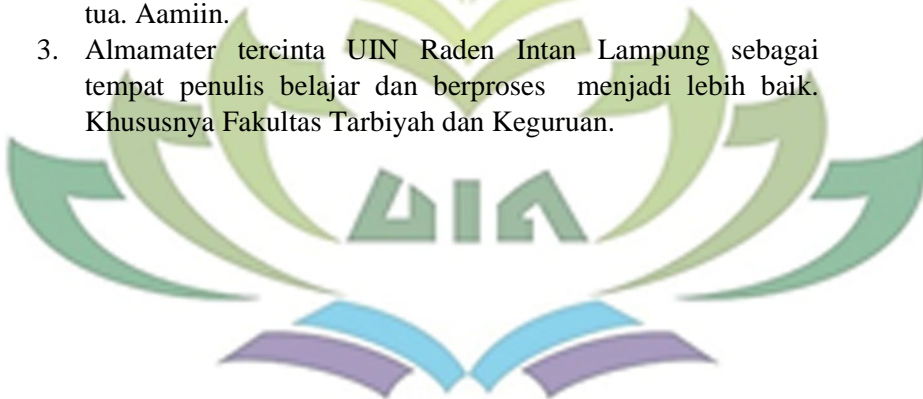 tua. Aamiin.
3. Almamater tercinta UIN Raden Intan Lampung sebagai
tempat penulis belajar dan berproses menjadi lebih baik.
Khususnya Fakultas Tarbiyah dan Keguruan.
UIN